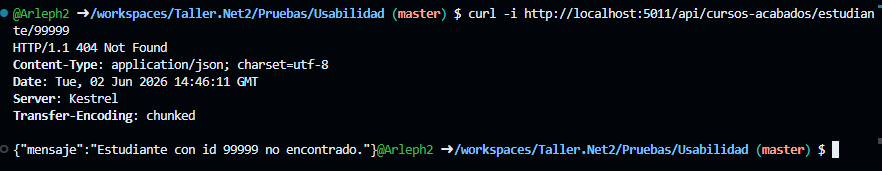 @Arleph2 ➜/workspaces/Taller.Net2/Pruebas/Usabilidad (master) $ curl -i http://localhost:5011/api/cursos-acabados/estudian
te/99999
HTTP/1.1 404 Not Found
Content-Type: application/json; charset=utf-8
Date: Tue, 02 Jun 2026 14:46:11 GMT
Server: Kestrel
Transfer-Encoding: chunked
{"mensaje":"Estudiante con id 99999 no encontrado."}@Arleph2 ➜/workspaces/Taller.Net2/Pruebas/Usabilidad (master) $